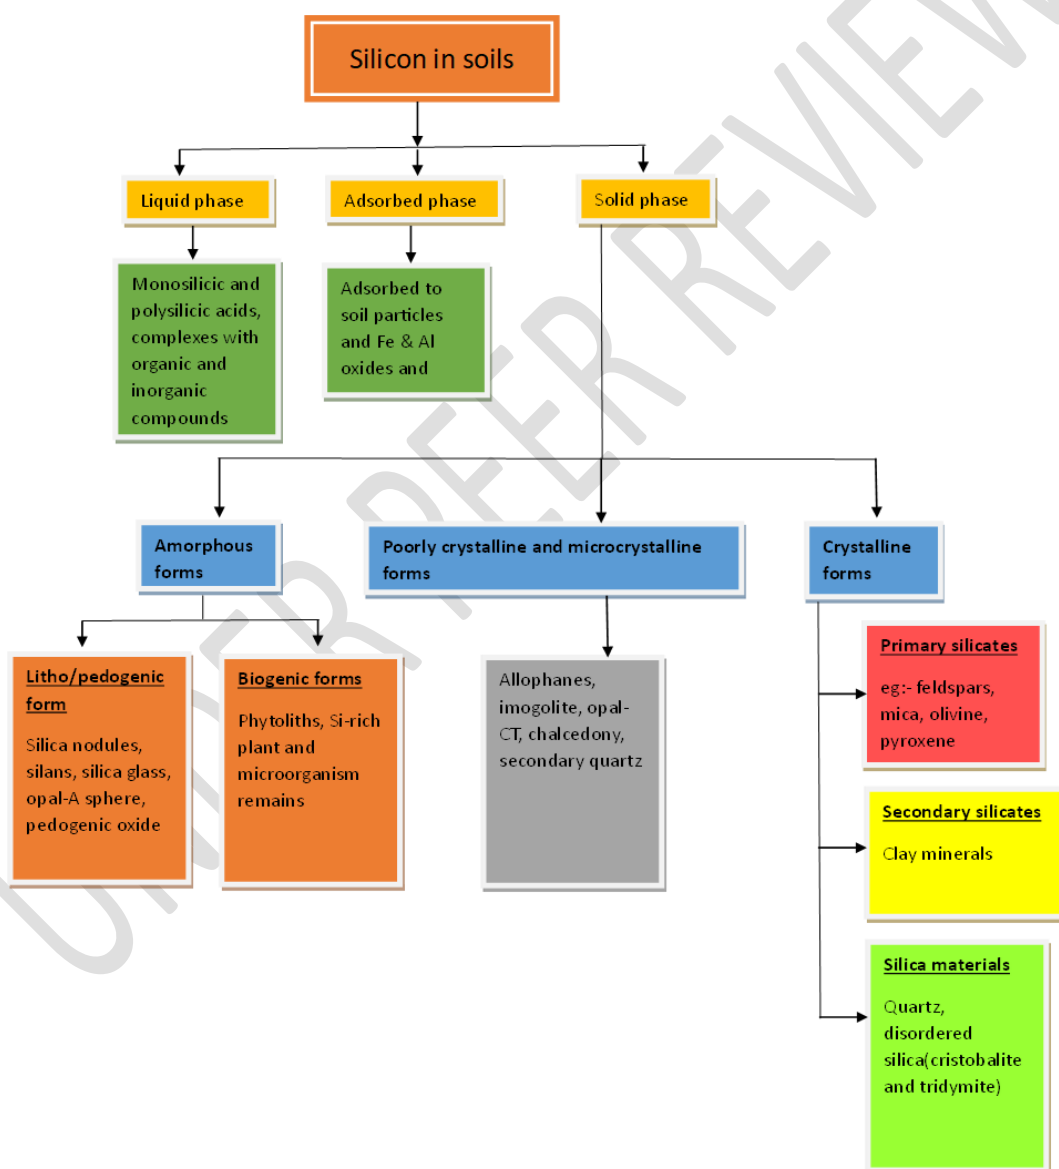 Silicon in soils
Liquid phase
Adsorbed phase
Solid phase
Monosilicic and
polysilicic acids,
complexes with
organic and
inorganic
compounds
Adsorbed to
soil particles
and Fe & Al
oxides and
Amorphous
forms
Poorly crystalline and microcrystalline
forms
Crystalline
forms
Litho/pedogenic
form
Silica nodules,
silans, silica glass,
opal-A sphere,
pedogenic oxide
Biogenic forms
Phytoliths, Si-rich
plant and
microorganism
remains
Allophanes,
imogolite, opal-
CT, chalcedony,
secondary quartz
Primary silicates
eg:- feldspars,
mica, olivine,
pyroxene
Secondary silicates
Clay minerals
Silica materials
Quartz,
disordered
silica(cristobalite
and tridymite)
UNDER PEER REVIEW